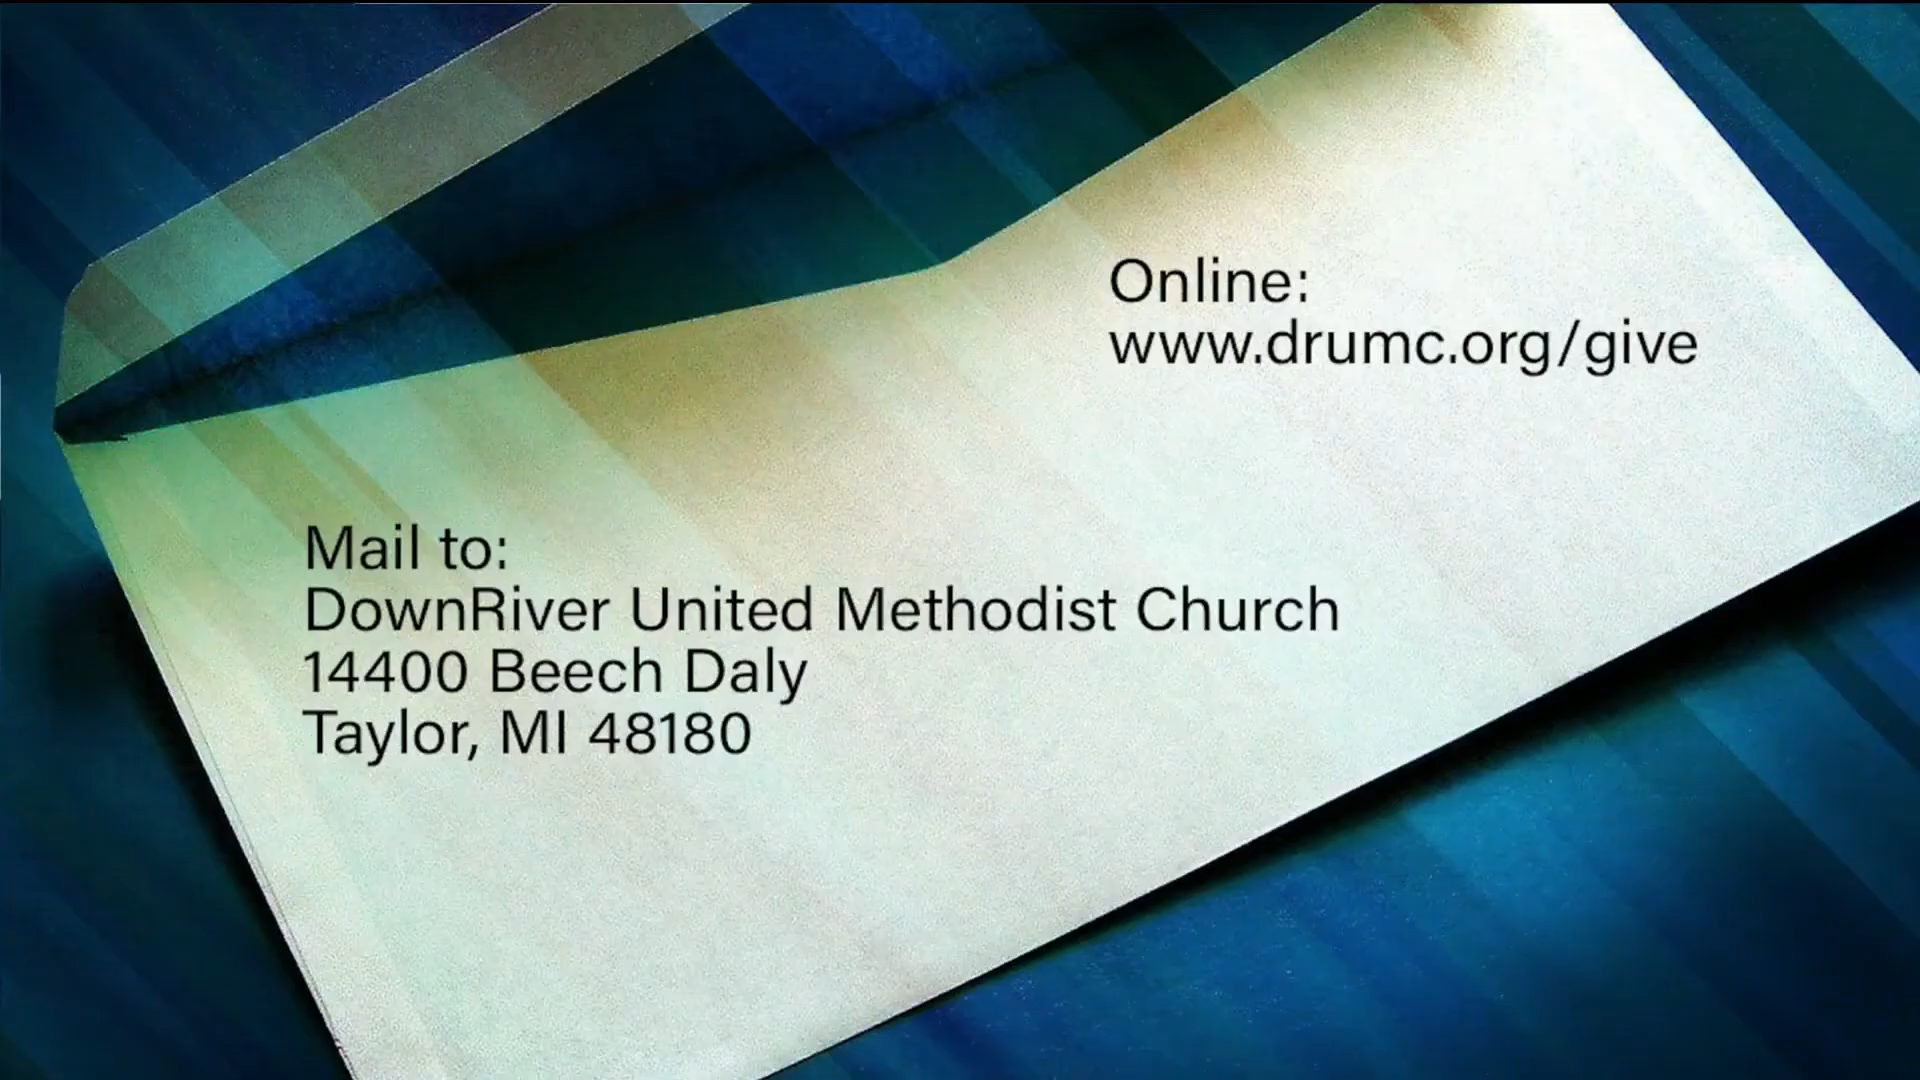 Online:
www.drumc.org/give
Mail to:
DownRiver United Methodist Church
14400 Beech Daly
Taylor, MI 48180